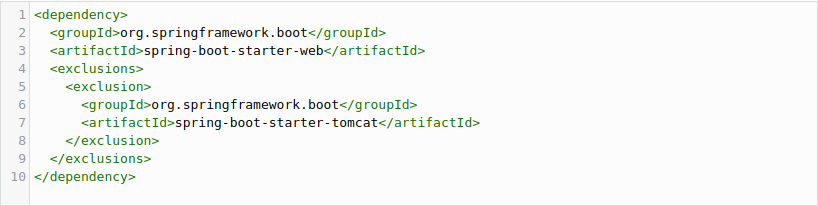 1 <dependency>
2   <groupId>org.springframework.boot</groupId>
3   <artifactId>spring-boot-starter-web</artifactId>
4   <exclusions>
5     <exclusion>
6       <groupId>org.springframework.boot</groupId>
7       <artifactId>spring-boot-starter-tomcat</artifactId>
8     </exclusion>
9   </exclusions>
10 </dependency>